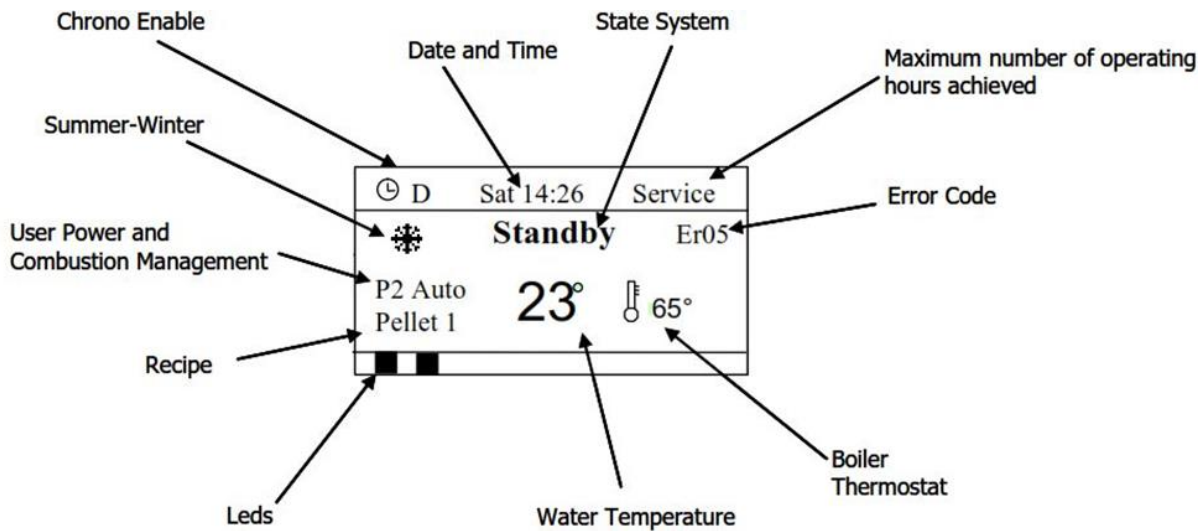 Chrono Enable
State System
Date and Time
Maximum number of operating
hours achieved
Summer-Winter
D Sat 14:26 Service
Error Code
User Power and
Combustion Management
Standby Er05
P2 Auto 23° 65°
Pellet 1
Recipe
Boiler
Thermostat
Leds
Water Temperature